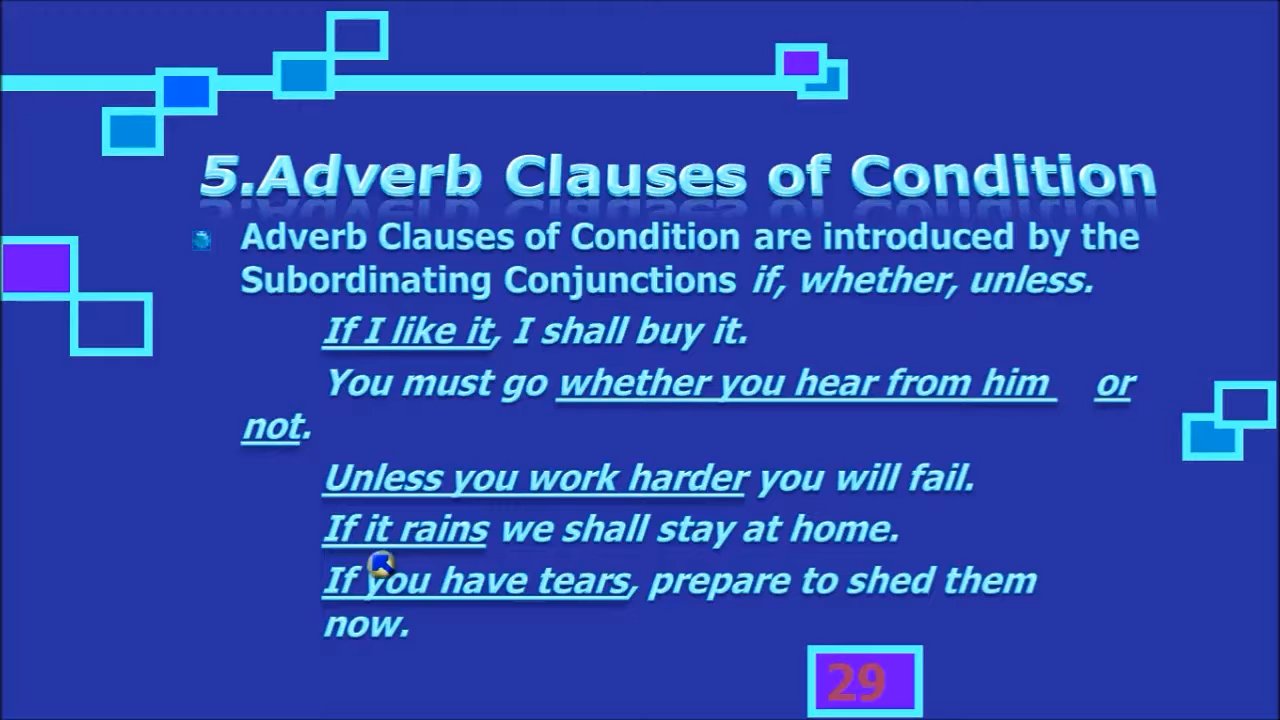 5.Adverb Clauses of Condition
Adverb Clauses of Condition are introduced by the
Subordinating Conjunctions if, whether, unless.
If I like it, I shall buy it.
You must go whether you hear from him or
not.
Unless you work harder you will fail.
If it rains we shall stay at home.
If you have tears, prepare to shed them
now.
29